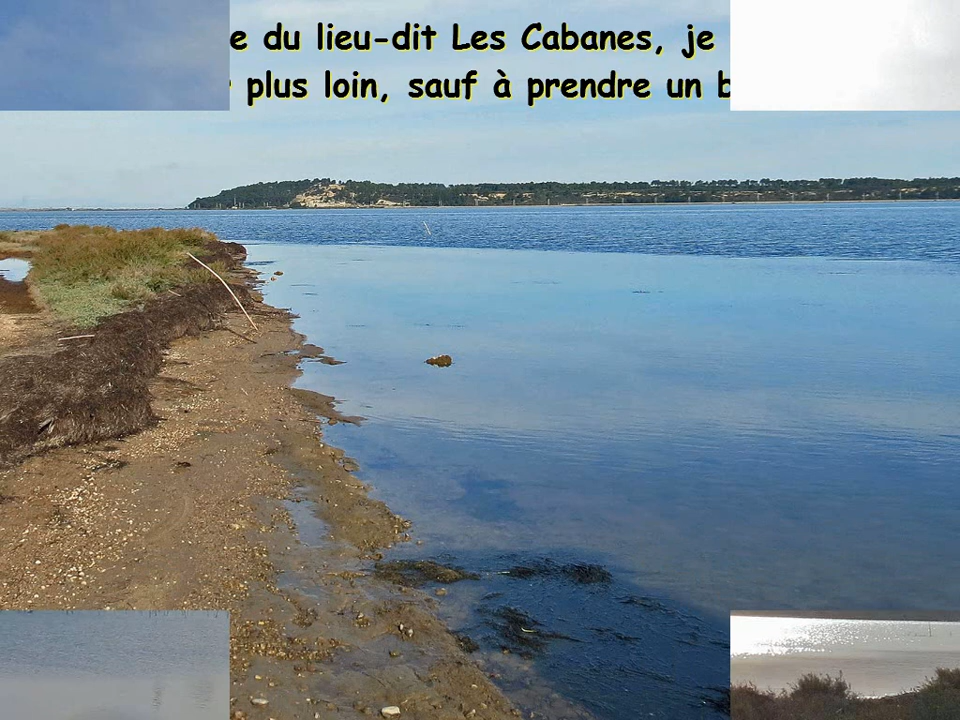 du lieu-dit Les Cabanes, je
plus loin, sauf à prendre un